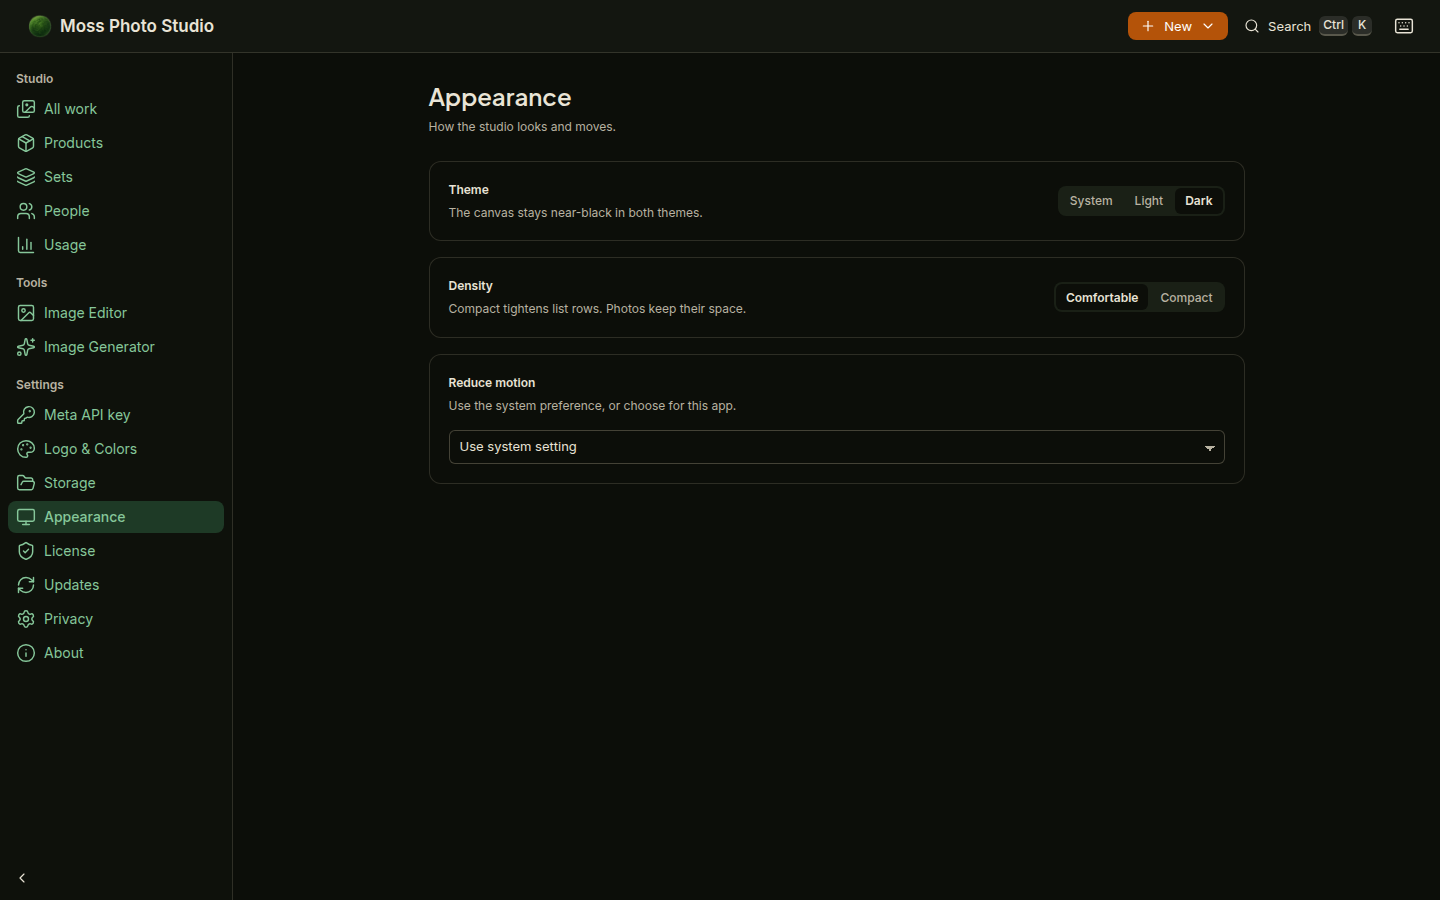 Moss Photo Studio
New
Search Ctrl K
Studio
All work
Products
Sets
People
Usage
Tools
Image Editor
Image Generator
Settings
Meta API key
Logo & Colors
Storage
Appearance
License
Updates
Privacy
About
Appearance
How the studio looks and moves.
Theme
The canvas stays near-black in both themes.
System Light Dark
Density
Compact tightens list rows. Photos keep their space.
Comfortable Compact
Reduce motion
Use the system preference, or choose for this app.
Use system setting